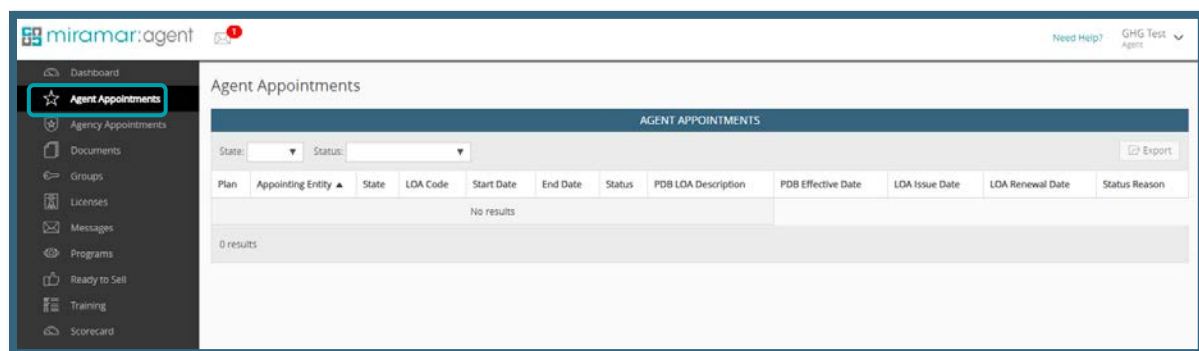 miramar:agent
1
Need Help?
GHG Test
Agent
Dashboard
Agent Appointments
Agency Appointments
Documents
Groups
Licenses
Messages
Programs
Ready to Sell
Training
Scorecard
Agent Appointments
AGENT APPOINTMENTS
State: Status: Export
Plan Appointing Entity State LOA Code Start Date End Date Status PDB LOA Description PDB Effective Date LOA Issue Date LOA Renewal Date Status Reason
No results
0 results